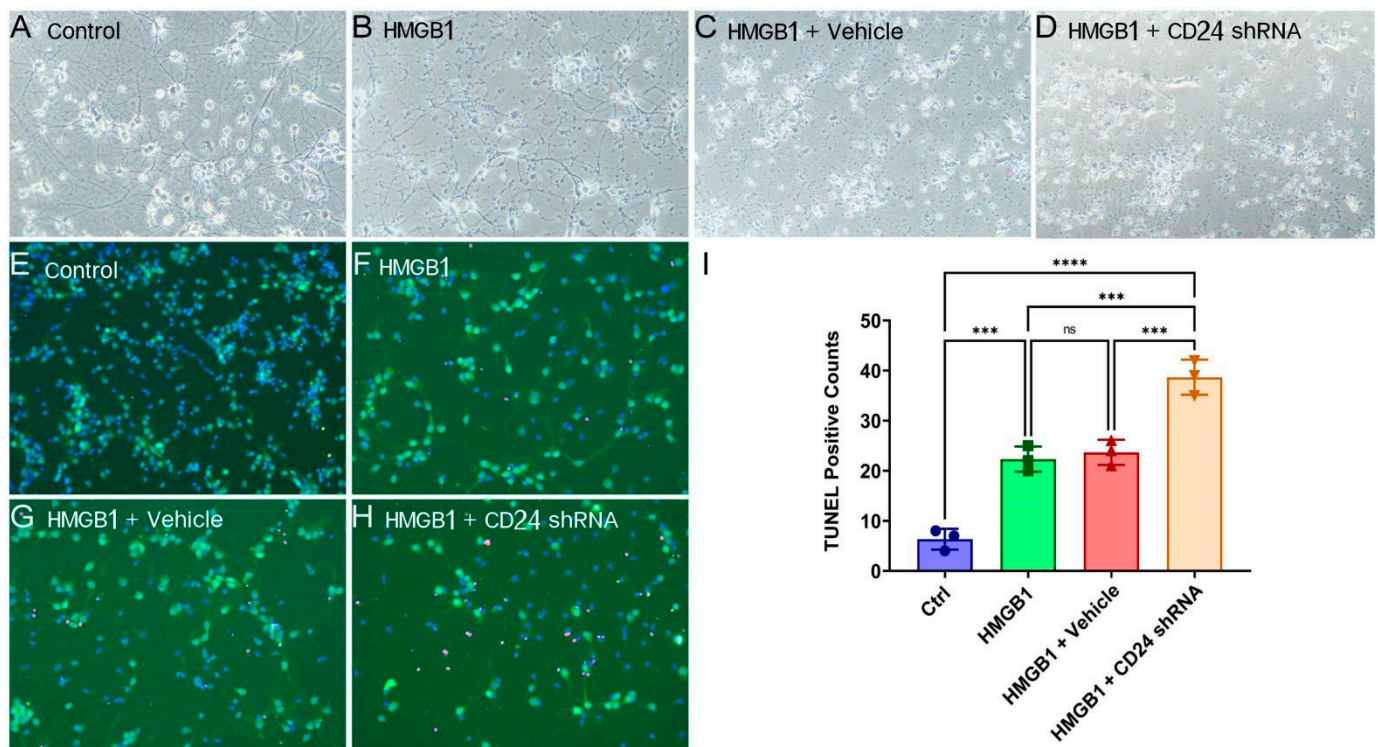 A Control
B HMGB1
C HMGB1 + Vehicle
D HMGB1 + CD24 shRNA
E Control
F HMGB1
G HMGB1 + Vehicle
H HMGB1 + CD24 shRNA
I
****
***
*** ns ***
TUNEL Positive Counts
50
40
30
20
10
0
Ctrl
HMGB1
HMGB1 + Vehicle
HMGB1 + CD24 shRNA